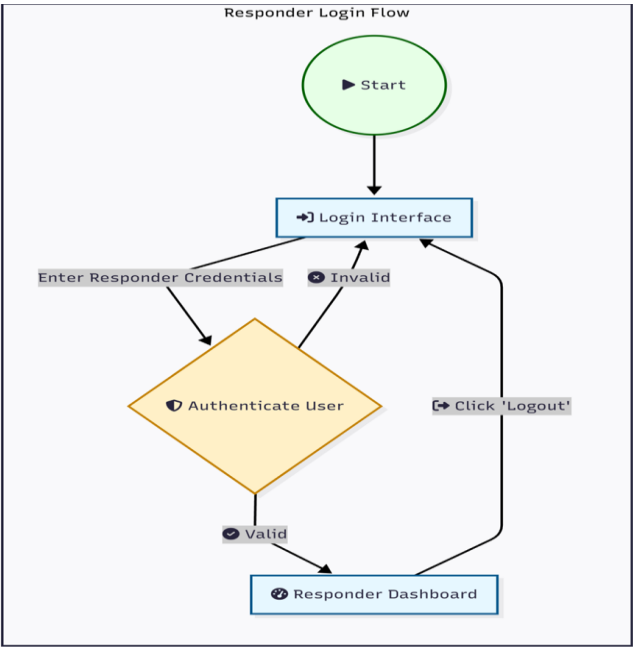 Responder Login Flow
Start
Login Interface
Enter Responder Credentials
Invalid
Authenticate User
Click 'Logout'
Valid
Responder Dashboard